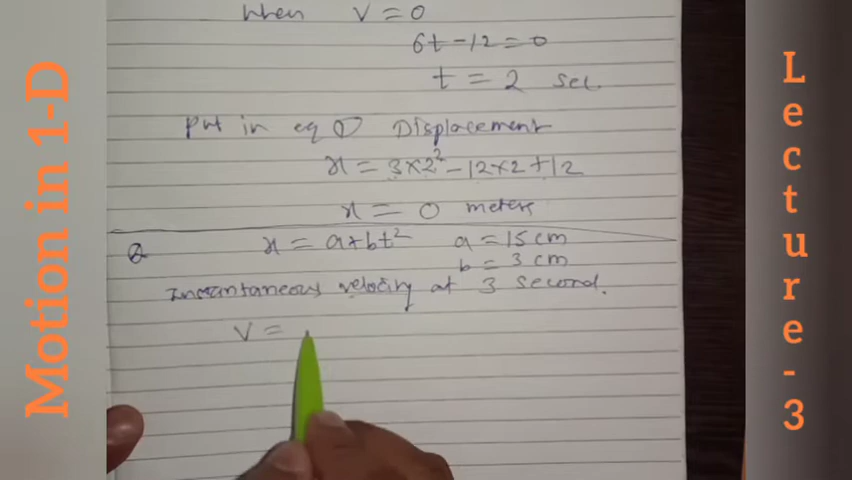 Motion in 1-D
When V = 0
6t - 12 = 0
t = 2 sec.
Put in eq ① Displacement
x = 3×2² - 12×2 + 12
x = 0 meters
Q x = a+bt² a = 15 cm
b = 3 cm
Instantaneous velocity at 3 second.
V =
Lecture-3